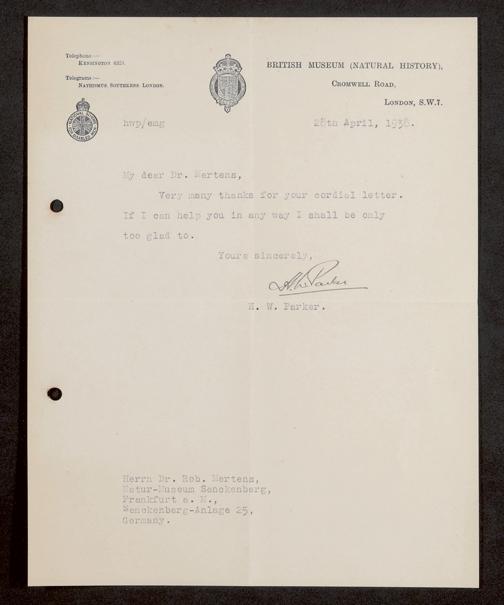 Telephone:—
KENSINGTON 6323.
Telegrams:—
NATHISMUS, SOUTHKENS, LONDON.
BRITISH MUSEUM (NATURAL HISTORY),
CROMWELL ROAD,
LONDON, S.W.7.
hwp/emg
28th April, 1938.
My dear Dr. Mertens,
Very many thanks for your cordial letter.
If I can help you in any way I shall be only
too glad to.
Yours sincerely,
H. W. Parker
H. W. Parker.
Herrn Dr. Rob. Mertens,
Natur-Museum Senckenberg,
Frankfurt a. M.,
Senckenberg-Anlage 25,
Germany.